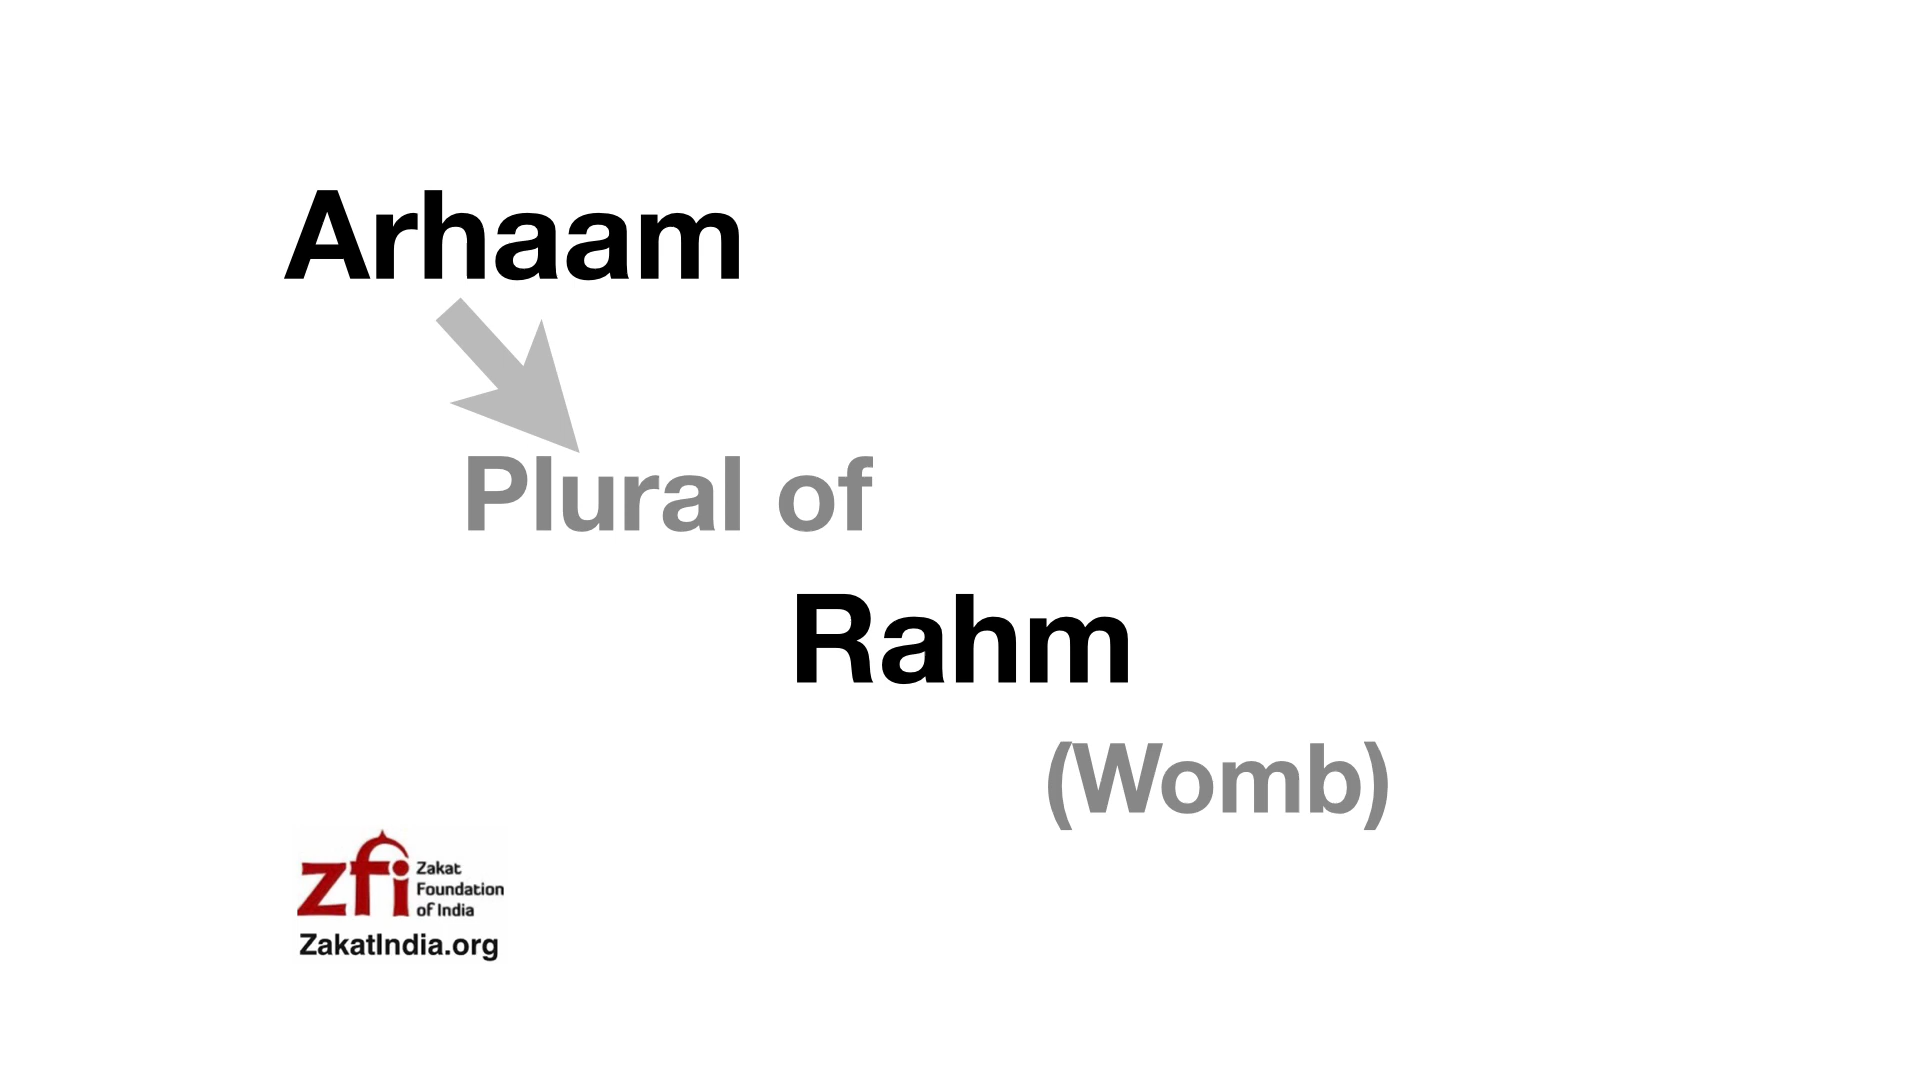 Arhaam
Plural of
Rahm
(Womb)
zfi
Zakat
Foundation
of India
ZakatIndia.org